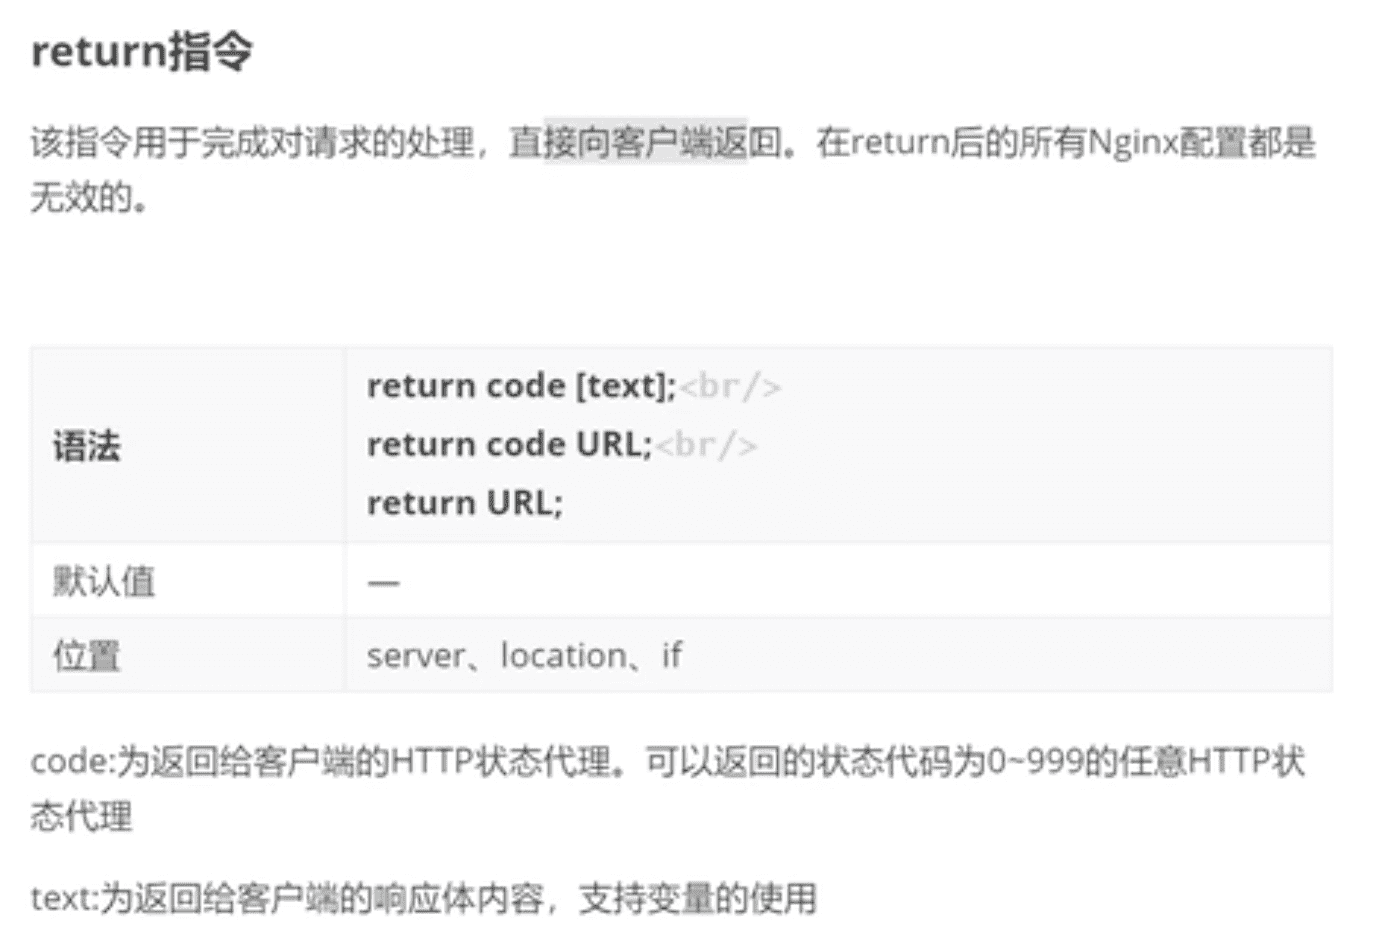 return指令
该指令用于完成对请求的处理，直接向客户端返回。在return后的所有Nginx配置都是
无效的。
return code [text];<br/>
语法
return code URL;<br/>
return URL;
默认值
—
位置
server、location、if
code:为返回给客户端的HTTP状态代理。可以返回的状态代码为0~999的任意HTTP状
态代理
text:为返回给客户端的响应体内容，支持变量的使用